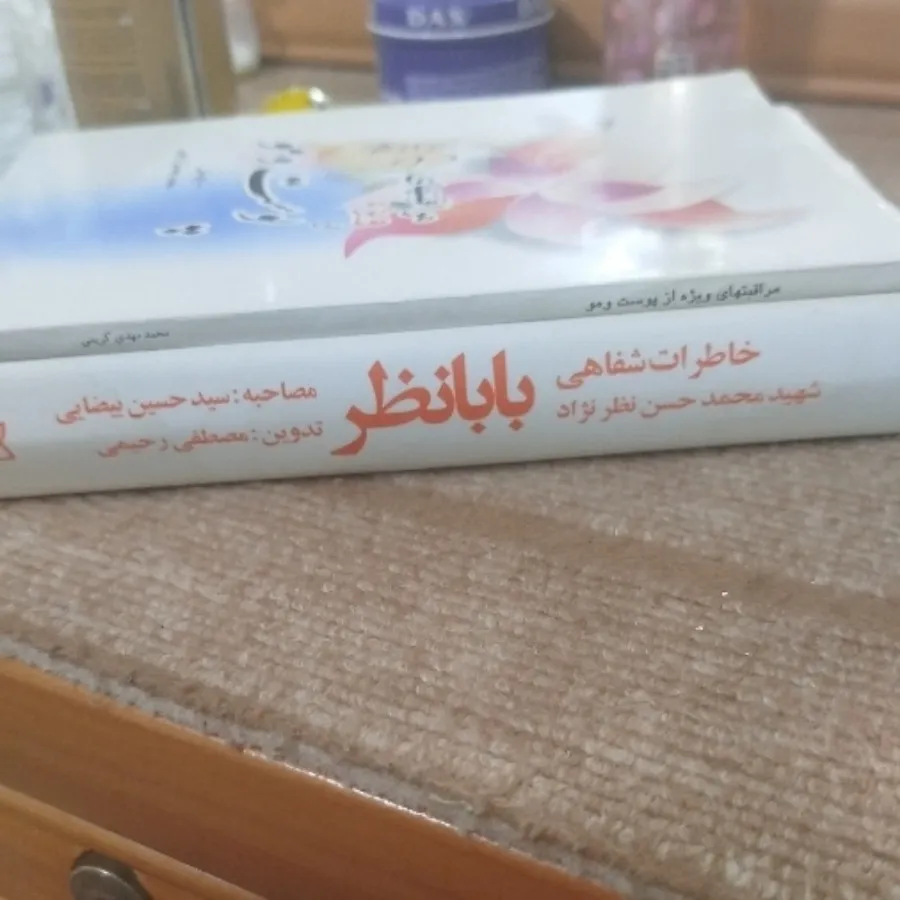 DAX
مراقبتهای ویژه از پوست و مو
محمد مهدی کریمی
خاطرات شفاهی
شهید محمد حسن نظر نژاد
بابانظر
مصاحبه : سید حسین بیضایی
تدوین : مصطفی رحیمی